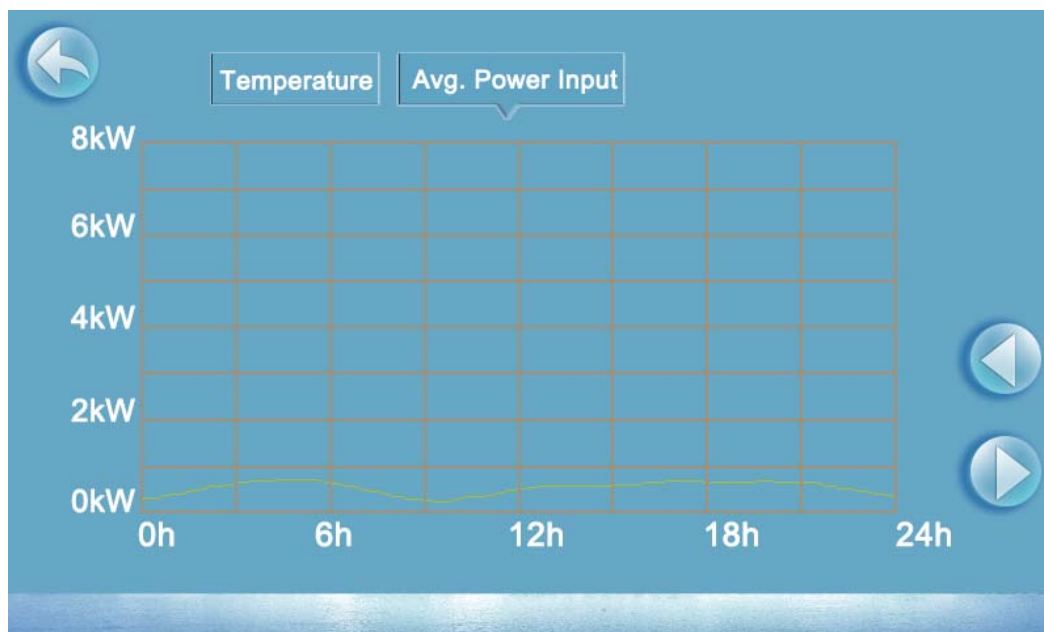 Temperature
Avg. Power Input
8kW
6kW
4kW
2kW
0kW
0h
6h
12h
18h
24h